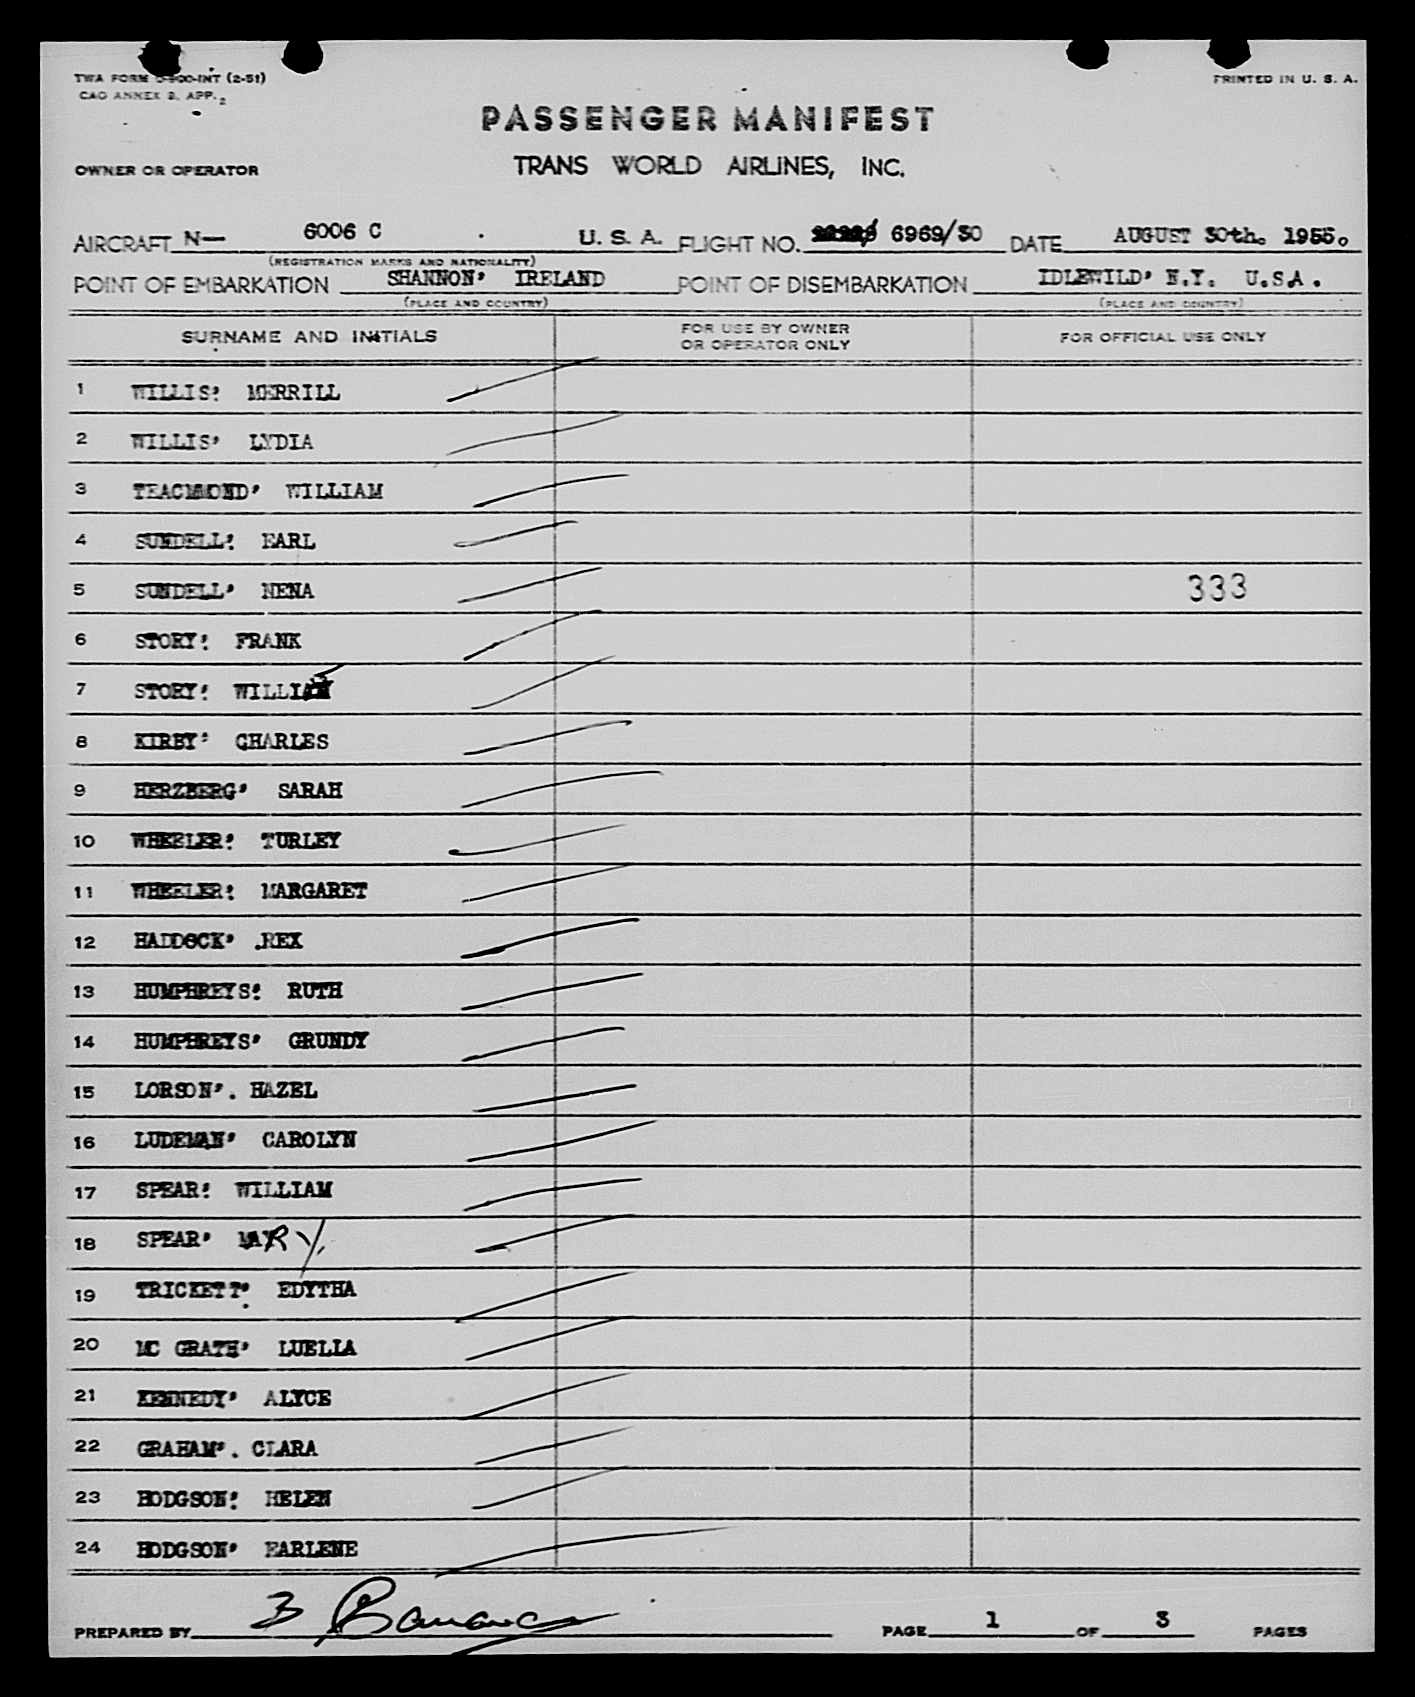 TWA FORM (2-51)
PRINTED IN U. S. A.
CAO ANNEX 9, APP. 2
PASSENGER MANIFEST
OWNER OR OPERATOR
TRANS WORLD AIRLINES, INC.
AIRCRAFT N— 6006 C U. S. A. FLIGHT NO. 6969/30 DATE AUGUST 30th. 1955.
(REGISTRATION MARKS AND NATIONALITY)
POINT OF EMBARKATION SHANNON, IRELAND POINT OF DISEMBARKATION IDLEWILD, N.Y. U.S.A.
(PLACE AND COUNTRY) (PLACE AND COUNTRY)
SURNAME AND INITIALS FOR USE BY OWNER OR OPERATOR ONLY FOR OFFICIAL USE ONLY
1 WILLIS, MERRILL
2 WILLIS, LYDIA
3 WILLIAM
4 SUNDELL, EARL
5 SUNDELL, NENA 333
6 STORY, FRANK
7 STORY, WILLIAM
8 KIRBY, CHARLES
9 HERZBERG, SARAH
10 WHEELER, TURLEY
11 WHEELER, MARGARET
12 HADDOCK, REX
13 HUMPHREYS, RUTH
14 HUMPHREYS, GRUNDY
15 LORSON, HAZEL
16 LUDEMAN, CAROLYN
17 SPEAR, WILLIAM
18 SPEAR, MARY
19 TRICKETT, EDYTHA
20 MC GRATH, LUELLA
21 KENNEDY, ALYCE
22 GRAHAM, CLARA
23 HODGSON, HELEN
24 HODGSON, EARLENE
PREPARED BY PAGE 1 OF 3 PAGES